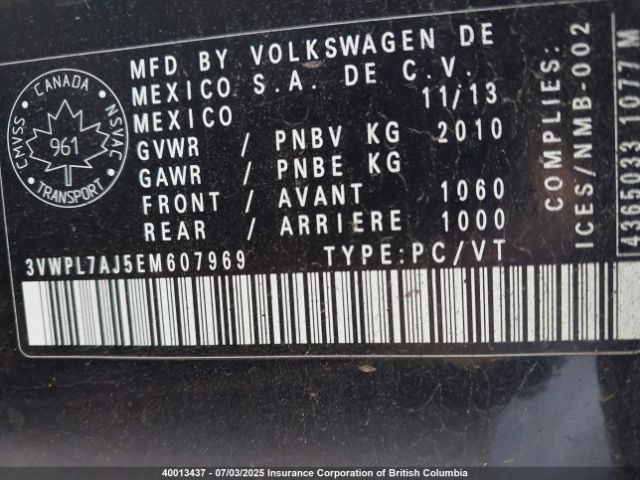 MFD BY VOLKSWAGEN DE
MEXICO S.A. DE C.V.
MEXICO 11/13
GVWR / PNBV KG 2010
GAWR / PNBE KG
FRONT / AVANT 1060
REAR / ARRIERE 1000
3VWPL7AJ5EM607969 TYPE:PC/VT
CANADA
CMVSS NSVAC
961
TRANSPORT
COMPLIES:
ICES/NMB-002
4365033 1077 M
40013437 - 07/03/2025 Insurance Corporation of British Columbia